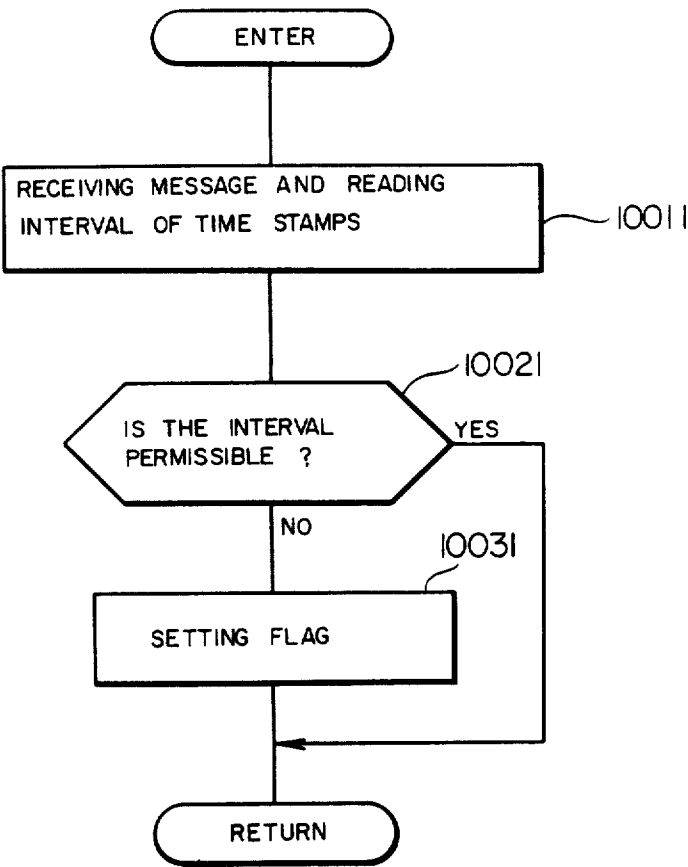 ENTER
RECEIVING MESSAGE AND READING
INTERVAL OF TIME STAMPS
10011
10021
IS THE INTERVAL
PERMISSIBLE ?
YES
NO
10031
SETTING FLAG
RETURN